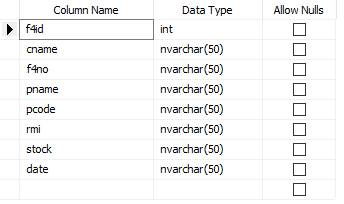 Column Name Data Type Allow Nulls
f4id int
cname nvarchar(50)
f4no nvarchar(50)
pname nvarchar(50)
pcode nvarchar(50)
rmi nvarchar(50)
stock nvarchar(50)
date nvarchar(50)